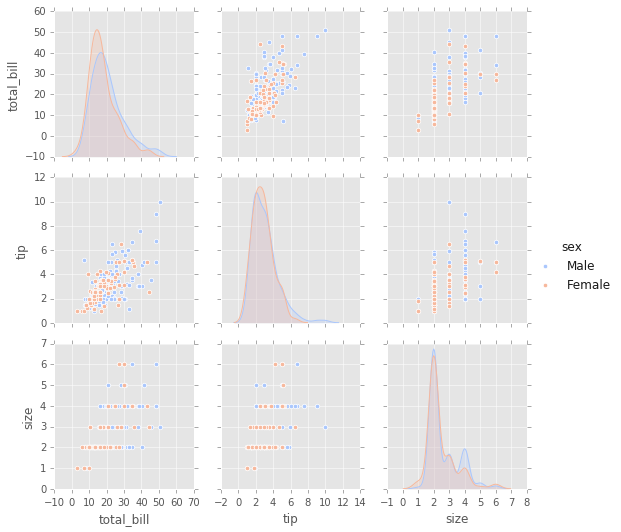 60
50
40
30
20
10
0
−10
total_bill
12
10
8
6
4
2
0
tip
sex
Male
Female
7
6
5
4
3
2
1
0
size
−10 0 10 20 30 40 50 60 70
−2 0 2 4 6 8 10 12 14
−1 0 1 2 3 4 5 6 7 8
total_bill
tip
size